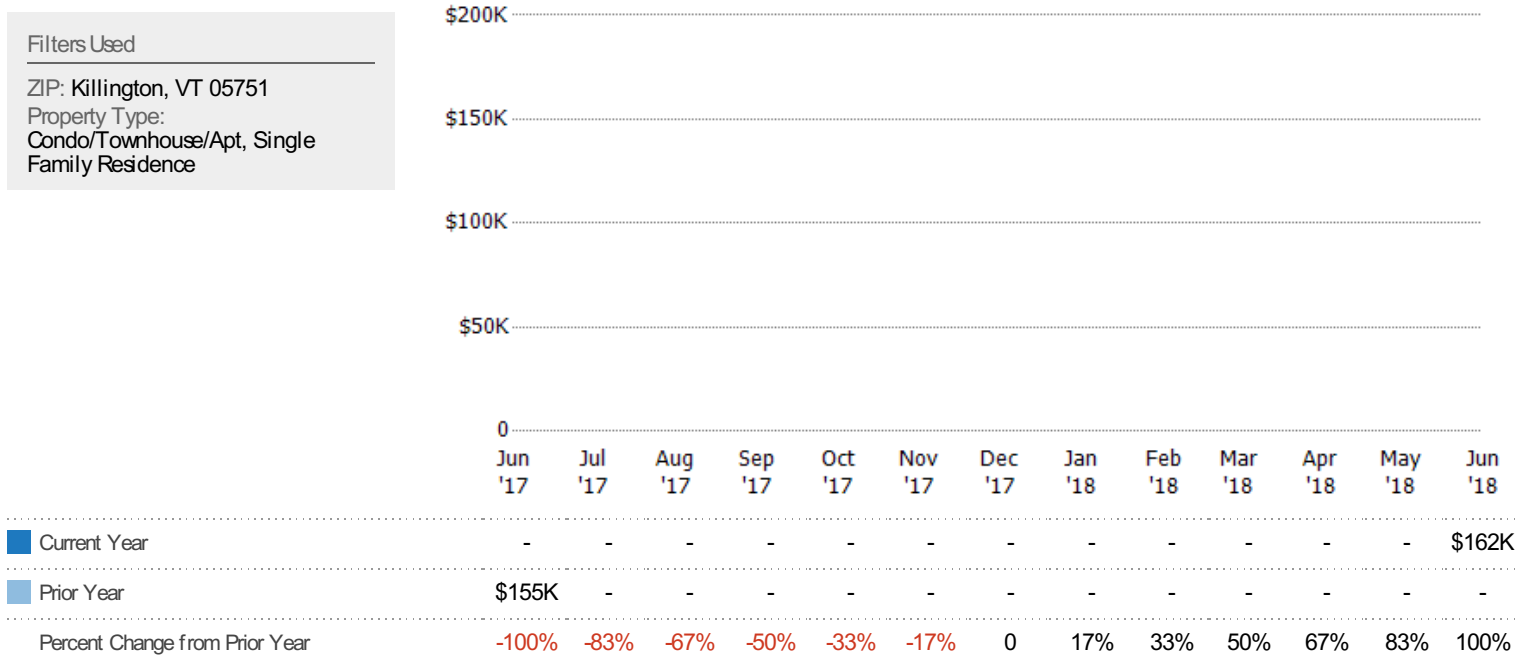 Filters Used
ZIP: Killington, VT 05751
Property Type:
Condo/Townhouse/Apt, Single
Family Residence
$200K
$150K
$100K
$50K
0
Jun Jul Aug Sep Oct Nov Dec Jan Feb Mar Apr May Jun
'17 '17 '17 '17 '17 '17 '17 '18 '18 '18 '18 '18 '18
Current Year - - - - - - - - - - - - $162K
Prior Year $155K - - - - - - - - - - - -
Percent Change from Prior Year -100% -83% -67% -50% -33% -17% 0 17% 33% 50% 67% 83% 100%